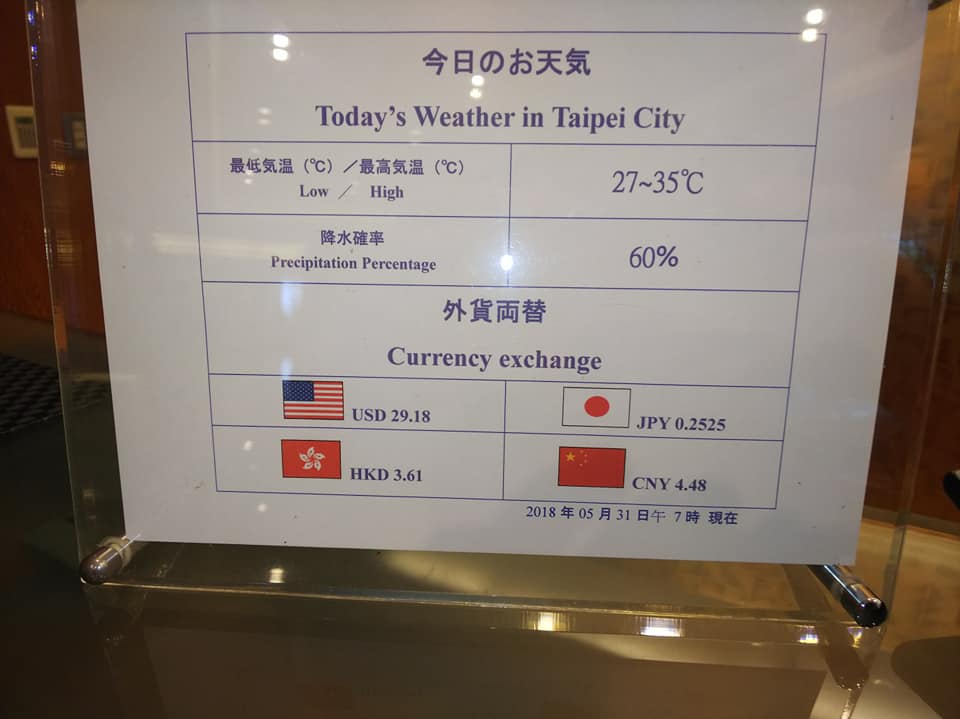 今日のお天気
Today's Weather in Taipei City
最低気温（℃）／最高気温（℃）
Low ／ High
27~35℃
降水確率
Precipitation Percentage
60%
外貨両替
Currency exchange
USD 29.18
JPY 0.2525
HKD 3.61
CNY 4.48
2018 年 05 月 31 日午 7 時 現在